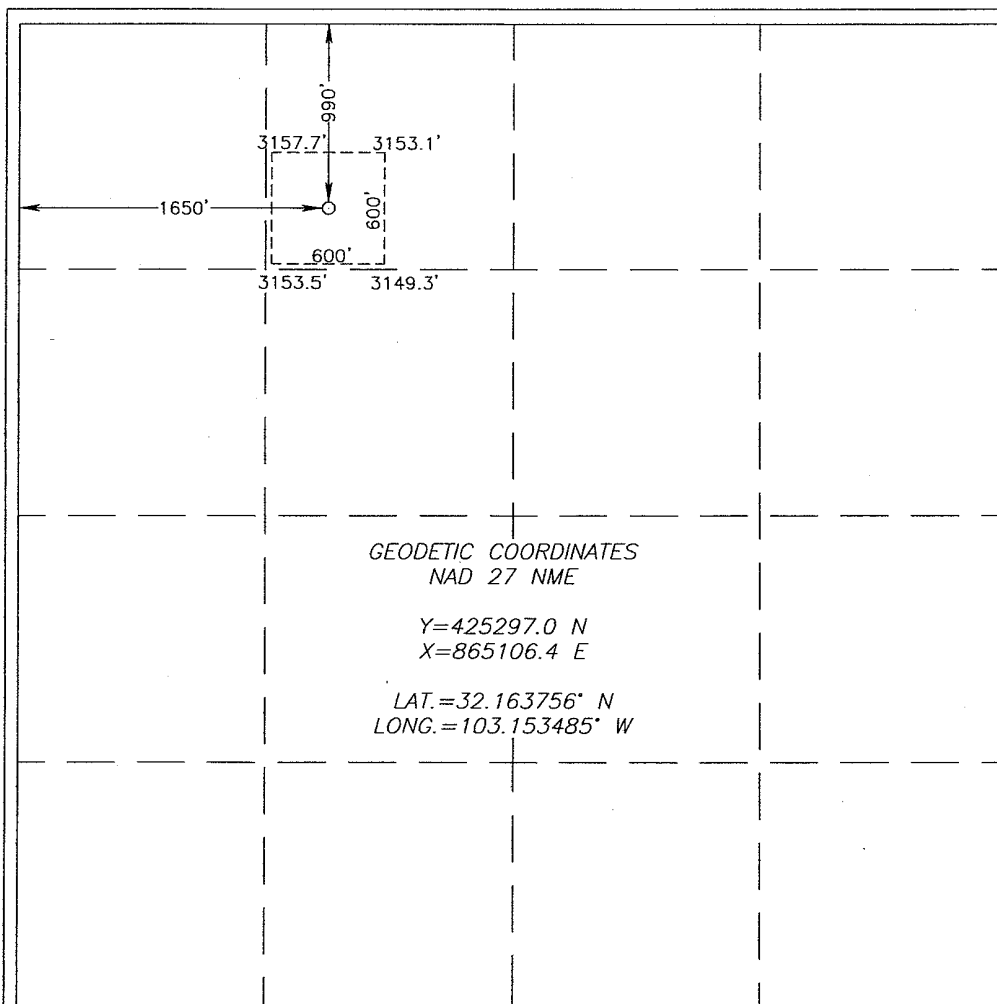 990'
3157.7' 3153.1'
1650'
600'
600'
3153.5' 3149.3'
GEODETIC COORDINATES
NAD 27 NME
Y=425297.0 N
X=865106.4 E
LAT.=32.163756° N
LONG.=103.153485° W